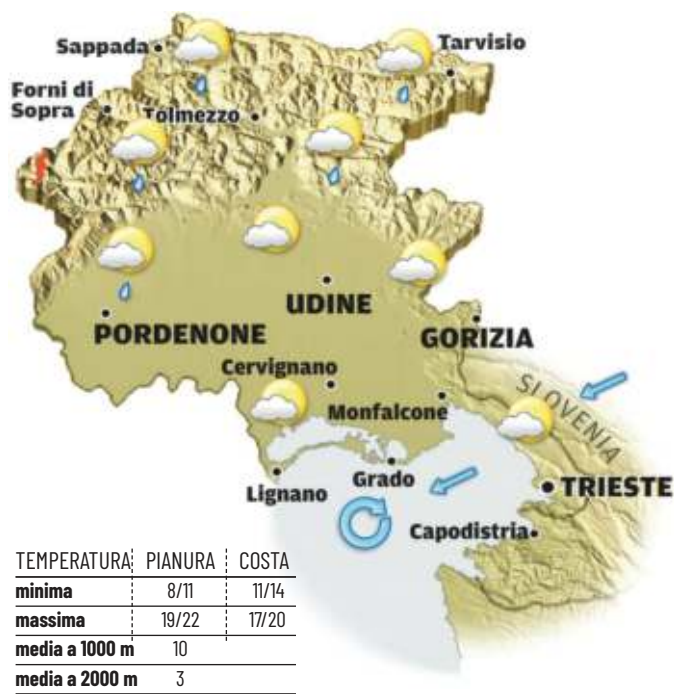 Sappada
Tarvisio
Forni di
Sopra
Tolmezzo
UDINE
PORDENONE
GORIZIA
Cervignano
SLOVENIA
Monfalcone
Grado
Lignano
TRIESTE
Capodistria
TEMPERATURA PIANURA COSTA
minima 8/11 11/14
massima 19/22 17/20
media a 1000 m 10
media a 2000 m 3